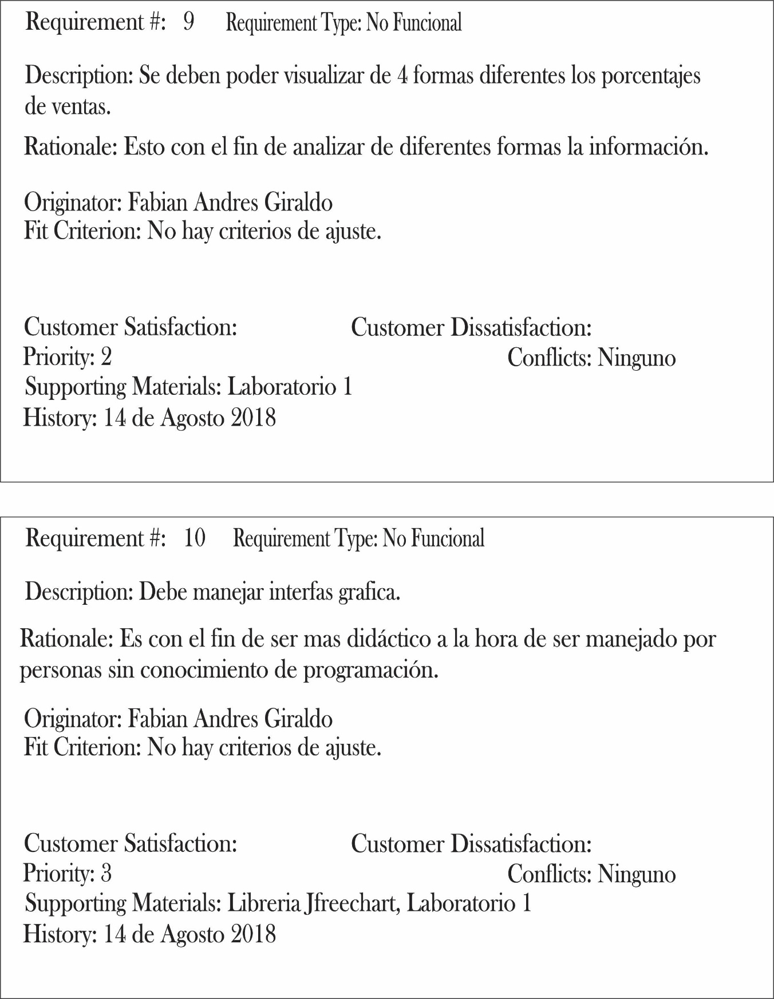 Requirement #: 9 Requirement Type: No Funcional
Description: Se deben poder visualizar de 4 formas diferentes los porcentajes
de ventas.
Rationale: Esto con el fin de analizar de diferentes formas la información.
Originator: Fabian Andres Giraldo
Fit Criterion: No hay criterios de ajuste.
Customer Satisfaction: Customer Dissatisfaction:
Priority: 2 Conflicts: Ninguno
Supporting Materials: Laboratorio 1
History: 14 de Agosto 2018
Requirement #: 10 Requirement Type: No Funcional
Description: Debe manejar interfas grafica.
Rationale: Es con el fin de ser mas didáctico a la hora de ser manejado por
personas sin conocimiento de programación.
Originator: Fabian Andres Giraldo
Fit Criterion: No hay criterios de ajuste.
Customer Satisfaction: Customer Dissatisfaction:
Priority: 3 Conflicts: Ninguno
Supporting Materials: Libreria Jfreechart, Laboratorio 1
History: 14 de Agosto 2018